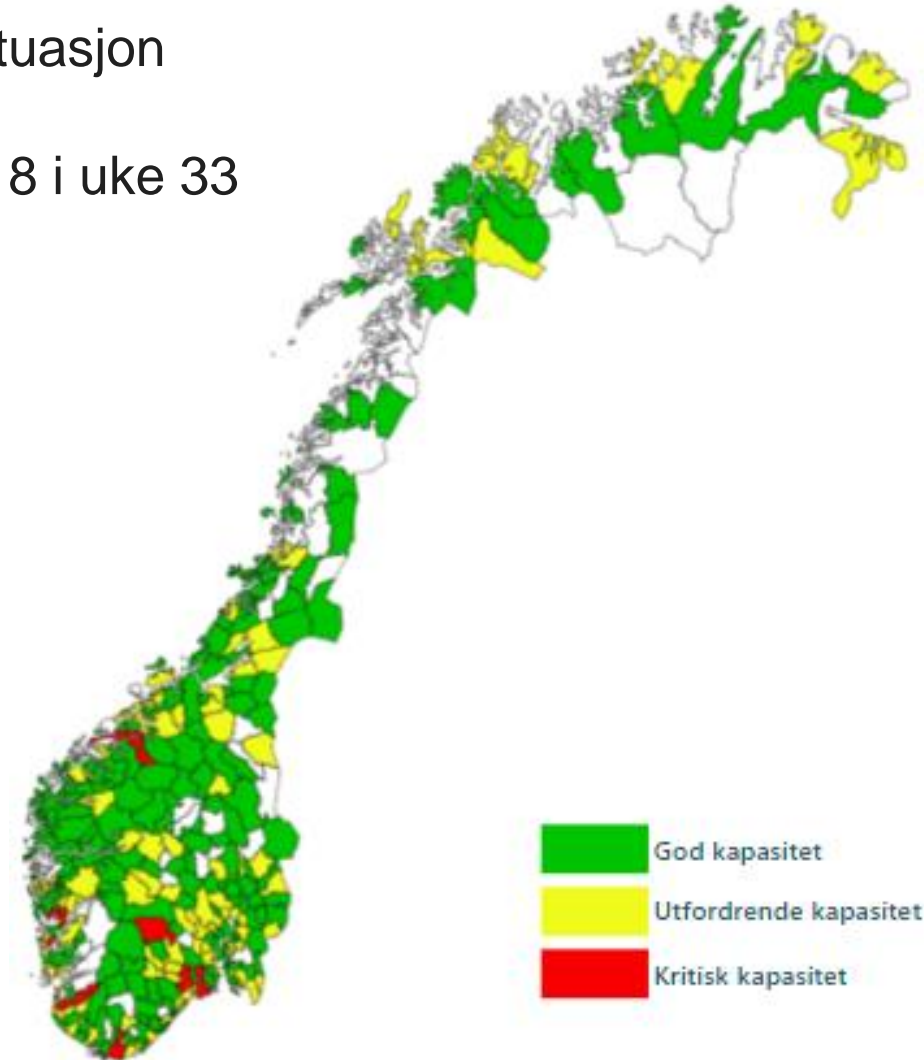 tuasjon
8 i uke 33
God kapasitet
Utfordrende kapasitet
Kritisk kapasitet